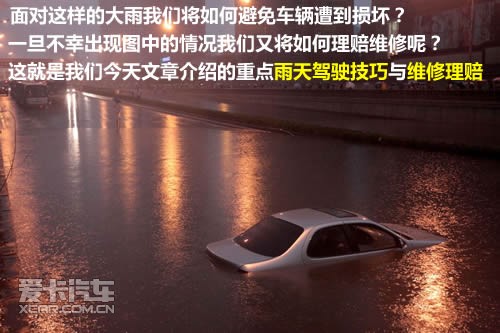 面对这样的大雨我们将如何避免车辆遭到损坏？
一旦不幸出现图中的情况我们又将如何理赔维修呢？
这就是我们今天文章介绍的重点雨天驾驶技巧与维修理赔
爱卡汽车
XCAR.COM.CN